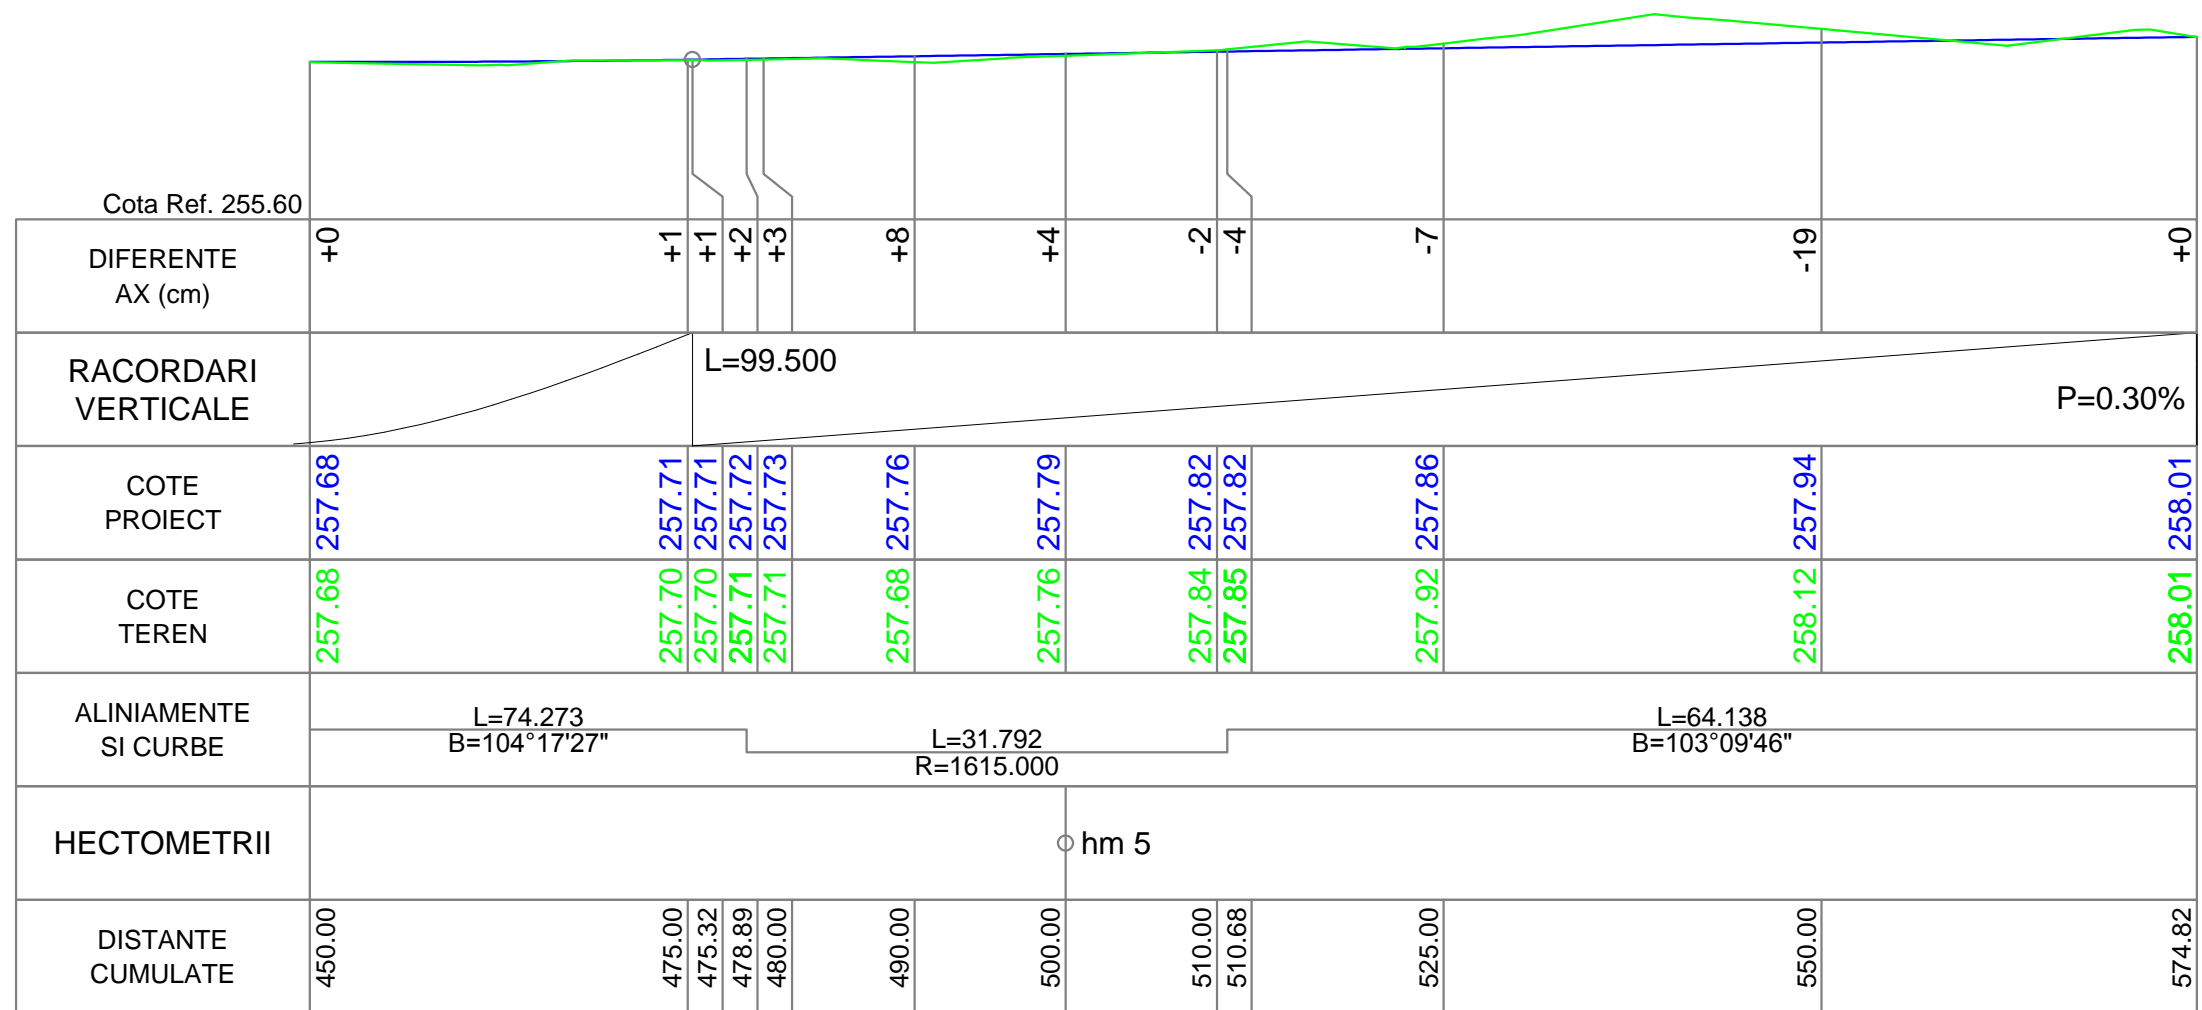 Cota Ref. 255.60
DIFERENTE
AX (cm)
+0 +1 +1 +2 +3 +8 +4 -2 -4 -7 -19 +0
RACORDARI
VERTICALE
L=99.500
P=0.30%
COTE
PROIECT
257.68 257.71 257.71 257.72 257.73 257.76 257.79 257.82 257.82 257.86 257.94 258.01
COTE
TEREN
257.68 257.70 257.70 257.71 257.71 257.68 257.76 257.84 257.85 257.92 258.12 258.01
ALINIAMENTE
SI CURBE
L=74.273
B=104°17'27"
L=31.792
R=1615.000
L=64.138
B=103°09'46"
HECTOMETRII
hm 5
DISTANTE
CUMULATE
450.00 475.00 475.32 478.89 480.00 490.00 500.00 510.00 510.68 525.00 550.00 574.82